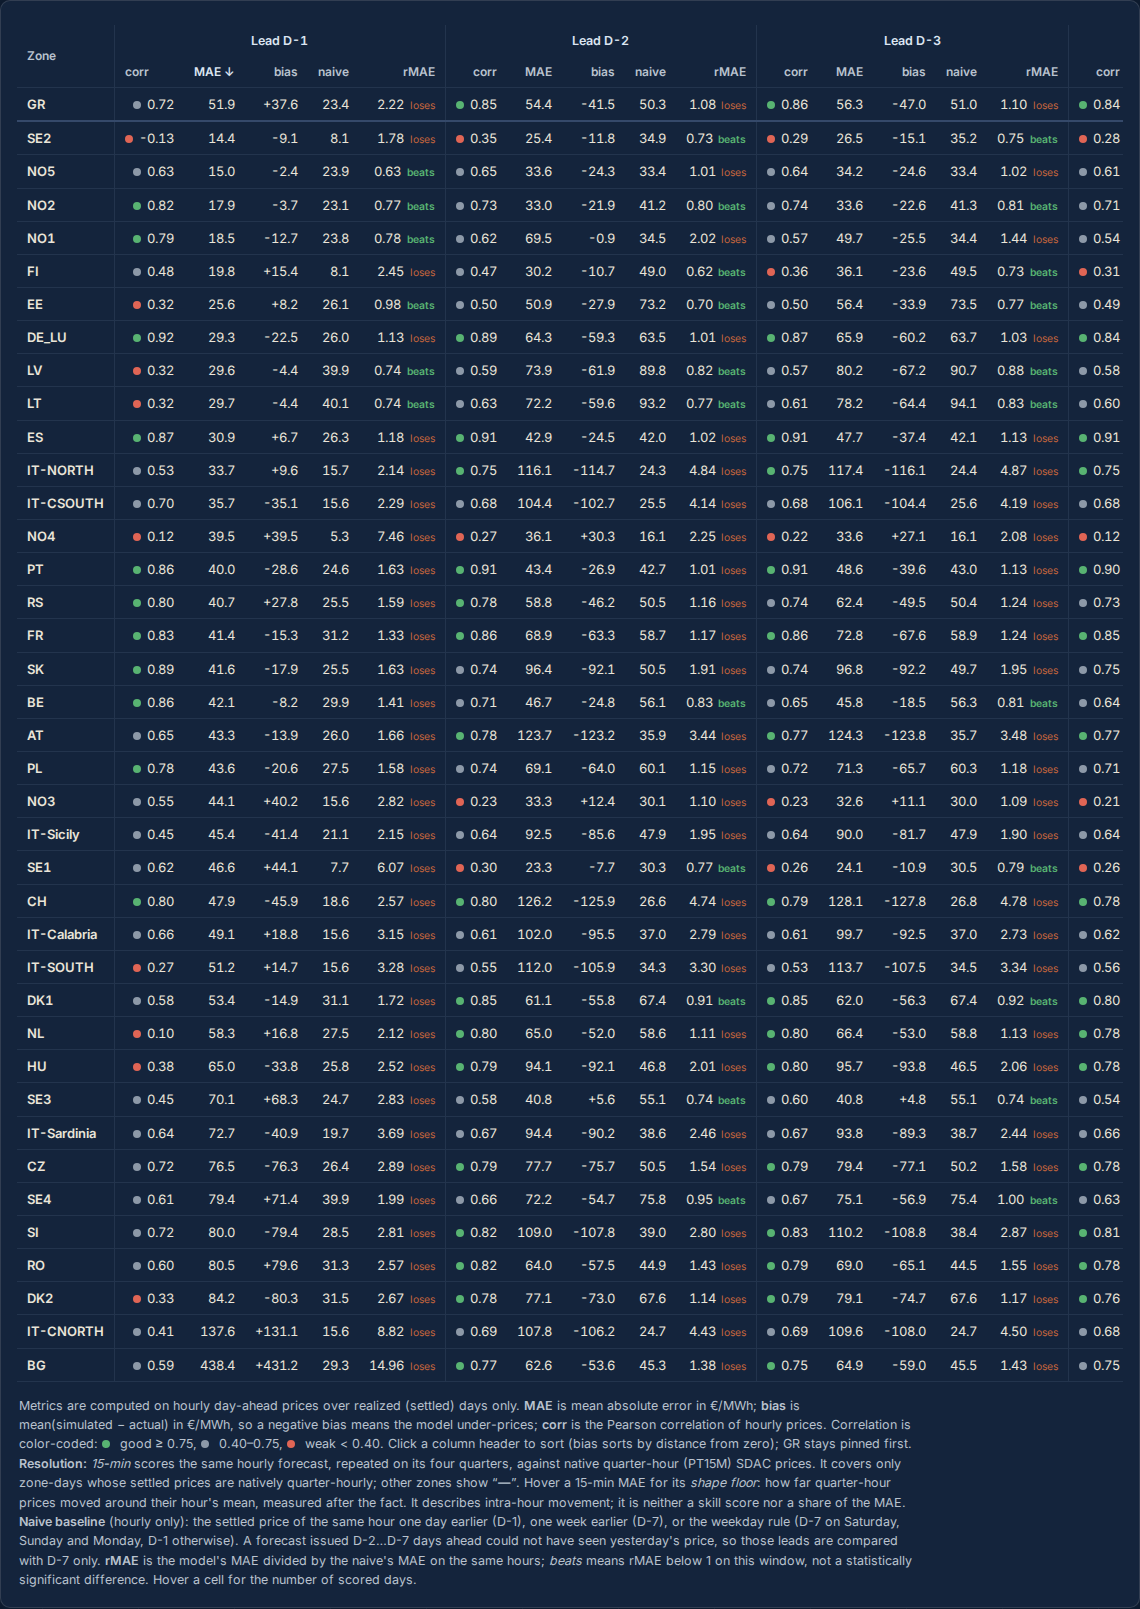 Lead D-1 Lead D-2 Lead D-3
Zone
corr MAE ↓ bias naive rMAE corr MAE bias naive rMAE corr MAE bias naive rMAE corr
GR 0.72 51.9 +37.6 23.4 2.22 loses 0.85 54.4 -41.5 50.3 1.08 loses 0.86 56.3 -47.0 51.0 1.10 loses 0.84
SE2 -0.13 14.4 -9.1 8.1 1.78 loses 0.35 25.4 -11.8 34.9 0.73 beats 0.29 26.5 -15.1 35.2 0.75 beats 0.28
NO5 0.63 15.0 -2.4 23.9 0.63 beats 0.65 33.6 -24.3 33.4 1.01 loses 0.64 34.2 -24.6 33.4 1.02 loses 0.61
NO2 0.82 17.9 -3.7 23.1 0.77 beats 0.73 33.0 -21.9 41.2 0.80 beats 0.74 33.6 -22.6 41.3 0.81 beats 0.71
NO1 0.79 18.5 -12.7 23.8 0.78 beats 0.62 69.5 -0.9 34.5 2.02 loses 0.57 49.7 -25.5 34.4 1.44 loses 0.54
FI 0.48 19.8 +15.4 8.1 2.45 loses 0.47 30.2 -10.7 49.0 0.62 beats 0.36 36.1 -23.6 49.5 0.73 beats 0.31
EE 0.32 25.6 +8.2 26.1 0.98 beats 0.50 50.9 -27.9 73.2 0.70 beats 0.50 56.4 -33.9 73.5 0.77 beats 0.49
DE_LU 0.92 29.3 -22.5 26.0 1.13 loses 0.89 64.3 -59.3 63.5 1.01 loses 0.87 65.9 -60.2 63.7 1.03 loses 0.84
LV 0.32 29.6 -4.4 39.9 0.74 beats 0.59 73.9 -61.9 89.8 0.82 beats 0.57 80.2 -67.2 90.7 0.88 beats 0.58
LT 0.32 29.7 -4.4 40.1 0.74 beats 0.63 72.2 -59.6 93.2 0.77 beats 0.61 78.2 -64.4 94.1 0.83 beats 0.60
ES 0.87 30.9 +6.7 26.3 1.18 loses 0.91 42.9 -24.5 42.0 1.02 loses 0.91 47.7 -37.4 42.1 1.13 loses 0.91
IT-NORTH 0.53 33.7 +9.6 15.7 2.14 loses 0.75 116.1 -114.7 24.3 4.84 loses 0.75 117.4 -116.1 24.4 4.87 loses 0.75
IT-CSOUTH 0.70 35.7 -35.1 15.6 2.29 loses 0.68 104.4 -102.7 25.5 4.14 loses 0.68 106.1 -104.4 25.6 4.19 loses 0.68
NO4 0.12 39.5 +39.5 5.3 7.46 loses 0.27 36.1 +30.3 16.1 2.25 loses 0.22 33.6 +27.1 16.1 2.08 loses 0.12
PT 0.86 40.0 -28.6 24.6 1.63 loses 0.91 43.4 -26.9 42.7 1.01 loses 0.91 48.6 -39.6 43.0 1.13 loses 0.90
RS 0.80 40.7 +27.8 25.5 1.59 loses 0.78 58.8 -46.2 50.5 1.16 loses 0.74 62.4 -49.5 50.4 1.24 loses 0.73
FR 0.83 41.4 -15.3 31.2 1.33 loses 0.86 68.9 -63.3 58.7 1.17 loses 0.86 72.8 -67.6 58.9 1.24 loses 0.85
SK 0.89 41.6 -17.9 25.5 1.63 loses 0.74 96.4 -92.1 50.5 1.91 loses 0.74 96.8 -92.2 49.7 1.95 loses 0.75
BE 0.86 42.1 -8.2 29.9 1.41 loses 0.71 46.7 -24.8 56.1 0.83 beats 0.65 45.8 -18.5 56.3 0.81 beats 0.64
AT 0.65 43.3 -13.9 26.0 1.66 loses 0.78 123.7 -123.2 35.9 3.44 loses 0.77 124.3 -123.8 35.7 3.48 loses 0.77
PL 0.78 43.6 -20.6 27.5 1.58 loses 0.74 69.1 -64.0 60.1 1.15 loses 0.72 71.3 -65.7 60.3 1.18 loses 0.71
NO3 0.55 44.1 +40.2 15.6 2.82 loses 0.23 33.3 +12.4 30.1 1.10 loses 0.23 32.6 +11.1 30.0 1.09 loses 0.21
IT-Sicily 0.45 45.4 -41.4 21.1 2.15 loses 0.64 92.5 -85.6 47.9 1.95 loses 0.64 90.0 -81.7 47.9 1.90 loses 0.64
SE1 0.62 46.6 +44.1 7.7 6.07 loses 0.30 23.3 -7.7 30.3 0.77 beats 0.26 24.1 -10.9 30.5 0.79 beats 0.26
CH 0.80 47.9 -45.9 18.6 2.57 loses 0.80 126.2 -125.9 26.6 4.74 loses 0.79 128.1 -127.8 26.8 4.78 loses 0.78
IT-Calabria 0.66 49.1 +18.8 15.6 3.15 loses 0.61 102.0 -95.5 37.0 2.79 loses 0.61 99.7 -92.5 37.0 2.73 loses 0.62
IT-SOUTH 0.27 51.2 +14.7 15.6 3.28 loses 0.55 112.0 -105.9 34.3 3.30 loses 0.53 113.7 -107.5 34.5 3.34 loses 0.56
DK1 0.58 53.4 -14.9 31.1 1.72 loses 0.85 61.1 -55.8 67.4 0.91 beats 0.85 62.0 -56.3 67.4 0.92 beats 0.80
NL 0.10 58.3 +16.8 27.5 2.12 loses 0.80 65.0 -52.0 58.6 1.11 loses 0.80 66.4 -53.0 58.8 1.13 loses 0.78
HU 0.38 65.0 -33.8 25.8 2.52 loses 0.79 94.1 -92.1 46.8 2.01 loses 0.80 95.7 -93.8 46.5 2.06 loses 0.78
SE3 0.45 70.1 +68.3 24.7 2.83 loses 0.58 40.8 +5.6 55.1 0.74 beats 0.60 40.8 +4.8 55.1 0.74 beats 0.54
IT-Sardinia 0.64 72.7 -40.9 19.7 3.69 loses 0.67 94.4 -90.2 38.6 2.46 loses 0.67 93.8 -89.3 38.7 2.44 loses 0.66
CZ 0.72 76.5 -76.3 26.4 2.89 loses 0.79 77.7 -75.7 50.5 1.54 loses 0.79 79.4 -77.1 50.2 1.58 loses 0.78
SE4 0.61 79.4 +71.4 39.9 1.99 loses 0.66 72.2 -54.7 75.8 0.95 beats 0.67 75.1 -56.9 75.4 1.00 beats 0.63
SI 0.72 80.0 -79.4 28.5 2.81 loses 0.82 109.0 -107.8 39.0 2.80 loses 0.83 110.2 -108.8 38.4 2.87 loses 0.81
RO 0.60 80.5 +79.6 31.3 2.57 loses 0.82 64.0 -57.5 44.9 1.43 loses 0.79 69.0 -65.1 44.5 1.55 loses 0.78
DK2 0.33 84.2 -80.3 31.5 2.67 loses 0.78 77.1 -73.0 67.6 1.14 loses 0.79 79.1 -74.7 67.6 1.17 loses 0.76
IT-CNORTH 0.41 137.6 +131.1 15.6 8.82 loses 0.69 107.8 -106.2 24.7 4.43 loses 0.69 109.6 -108.0 24.7 4.50 loses 0.68
BG 0.59 438.4 +431.2 29.3 14.96 loses 0.77 62.6 -53.6 45.3 1.38 loses 0.75 64.9 -59.0 45.5 1.43 loses 0.75
Metrics are computed on hourly day-ahead prices over realized (settled) days only. MAE is mean absolute error in €/MWh; bias is
mean(simulated − actual) in €/MWh, so a negative bias means the model under-prices; corr is the Pearson correlation of hourly prices. Correlation is
color-coded: good ≥ 0.75, 0.40–0.75, weak < 0.40. Click a column header to sort (bias sorts by distance from zero); GR stays pinned first.
Resolution: 15-min scores the same hourly forecast, repeated on its four quarters, against native quarter-hour (PT15M) SDAC prices. It covers only
zone-days whose settled prices are natively quarter-hourly; other zones show “—”. Hover a 15-min MAE for its shape floor: how far quarter-hour
prices moved around their hour's mean, measured after the fact. It describes intra-hour movement; it is neither a skill score nor a share of the MAE.
Naive baseline (hourly only): the settled price of the same hour one day earlier (D-1), one week earlier (D-7), or the weekday rule (D-7 on Saturday,
Sunday and Monday, D-1 otherwise). A forecast issued D-2…D-7 days ahead could not have seen yesterday's price, so those leads are compared
with D-7 only. rMAE is the model's MAE divided by the naive's MAE on the same hours; beats means rMAE below 1 on this window, not a statistically
significant difference. Hover a cell for the number of scored days.